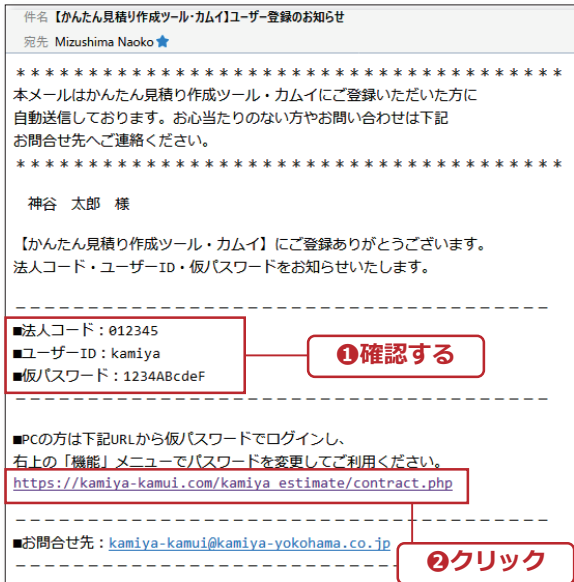 件名【かんたん見積り作成ツール・カムイ】ユーザー登録のお知らせ
宛先 Mizushima Naoko
＊＊＊＊＊＊＊＊＊＊＊＊＊＊＊＊＊＊＊＊＊＊＊＊＊＊＊＊＊＊＊＊＊＊＊＊＊＊
本メールはかんたん見積り作成ツール・カムイにご登録いただいた方に
自動送信しております。お心当たりのない方やお問い合わせは下記
お問合せ先へご連絡ください。
＊＊＊＊＊＊＊＊＊＊＊＊＊＊＊＊＊＊＊＊＊＊＊＊＊＊＊＊＊＊＊＊＊＊＊＊＊＊
神谷　太郎　様
【かんたん見積り作成ツール・カムイ】にご登録ありがとうございます。
法人コード・ユーザーID・仮パスワードをお知らせいたします。
－－－－－－－－－－－－－－－－－－－－－－－－－－－－－－－－－－－－－
■法人コード：012345
■ユーザーID：kamiya
■仮パスワード：1234ABcdeF
❶確認する
－－－－－－－－－－－－－－－－－－－－－－－－－－－－－－－－－－－－－
■PCの方は下記URLから仮パスワードでログインし、
右上の「機能」メニューでパスワードを変更してご利用ください。
https://kamiya-kamui.com/kamiya_estimate/contract.php
－－－－－－－－－－－－－－－－－－－－－－－－－－－－－－－－－－－－－
■お問合せ先：kamiya-kamui@kamiya-yokohama.co.jp
❷クリック
－－－－－－－－－－－－－－－－－－－－－－－－－－